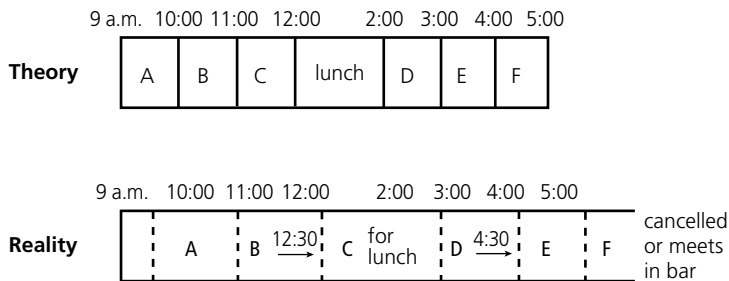 9 a.m. 10:00 11:00 12:00 2:00 3:00 4:00 5:00
Theory A B C lunch D E F
9 a.m. 10:00 11:00 12:00 2:00 3:00 4:00 5:00
Reality A B 12:30 C for lunch D 4:30 E F cancelled or meets in bar